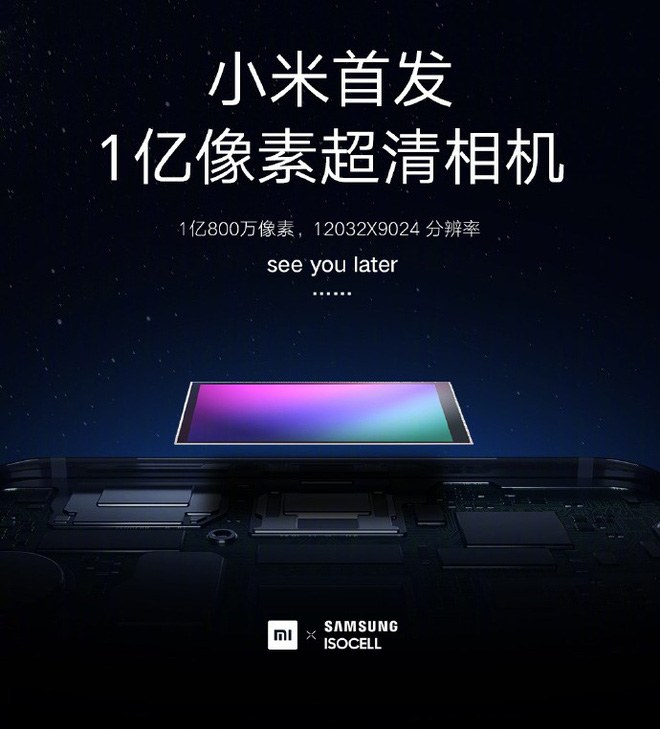 小米首发
1亿像素超清相机
1亿800万像素，12032X9024 分辨率
see you later
......
MI × SAMSUNG
ISOCELL